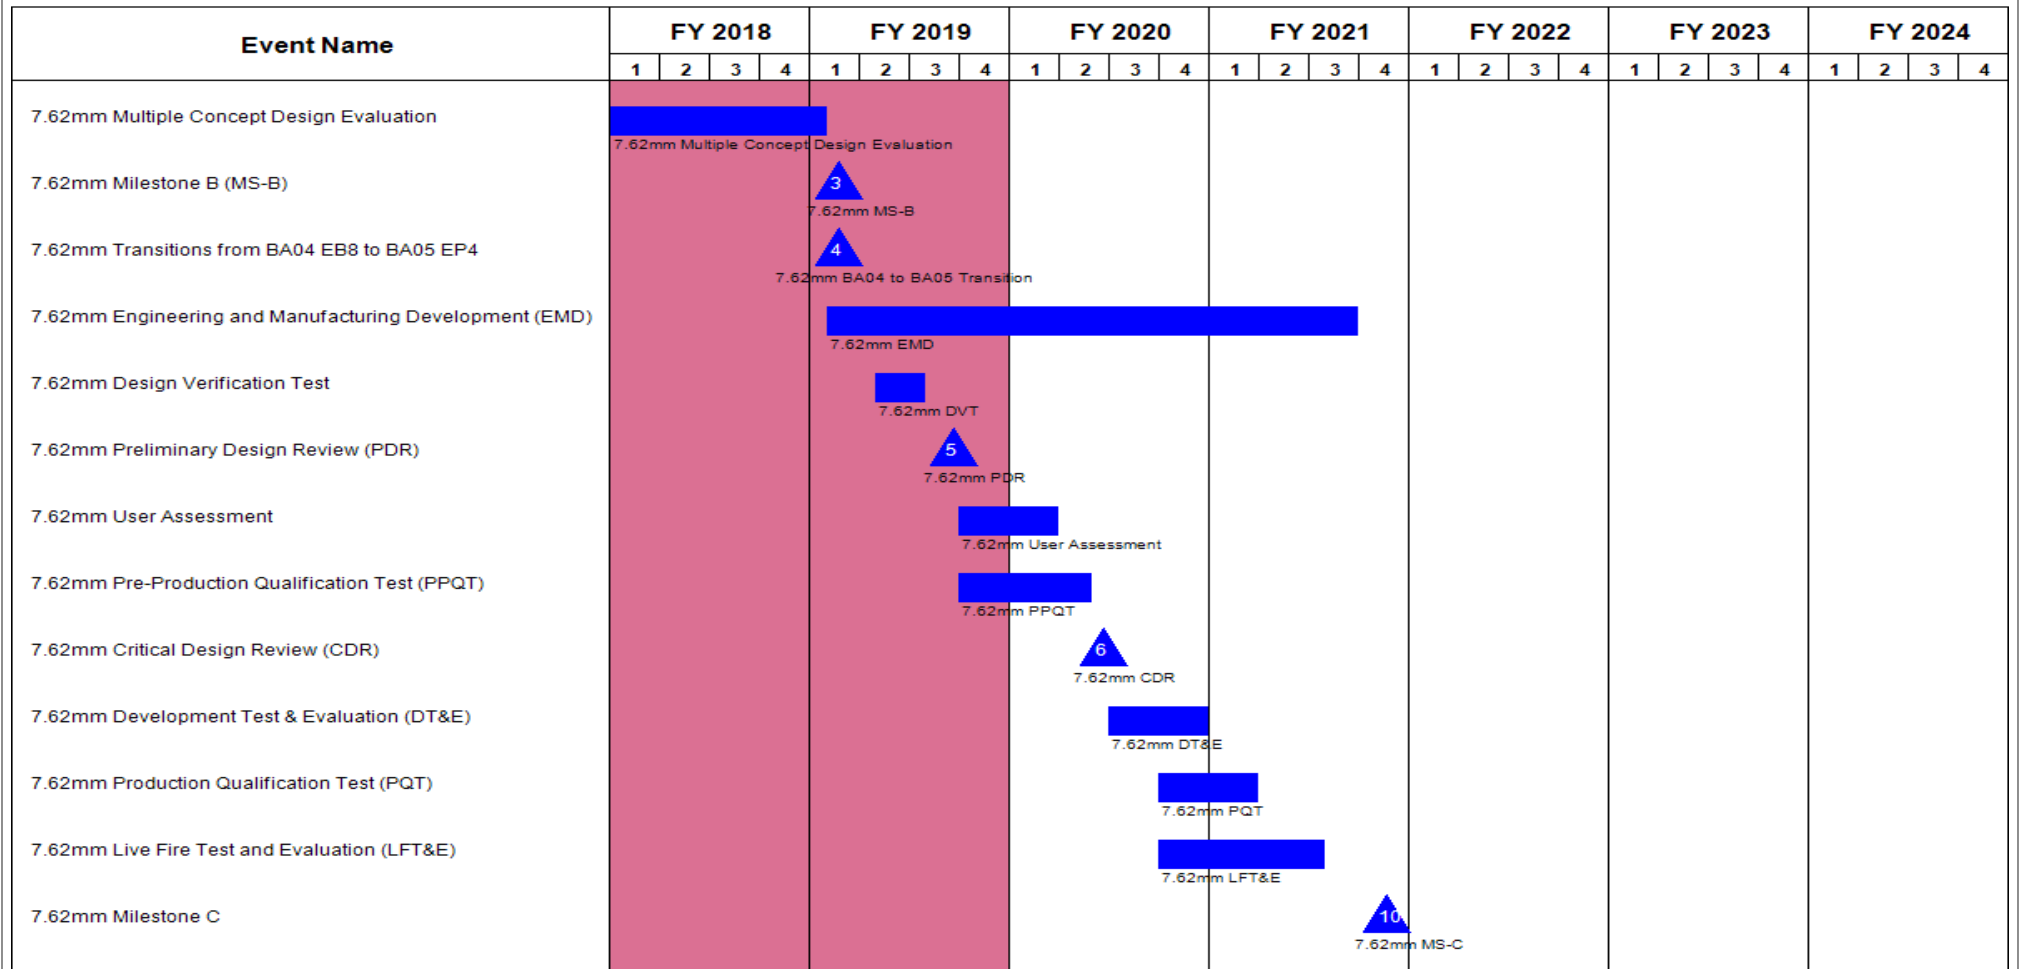 Event Name
FY 2018 FY 2019 FY 2020 FY 2021 FY 2022 FY 2023 FY 2024
1 2 3 4 1 2 3 4 1 2 3 4 1 2 3 4 1 2 3 4 1 2 3 4 1 2 3 4
7.62mm Multiple Concept Design Evaluation
7.62mm Multiple Concept Design Evaluation
7.62mm Milestone B (MS-B)
3
7.62mm MS-B
7.62mm Transitions from BA04 EB8 to BA05 EP4
4
7.62mm BA04 to BA05 Transition
7.62mm Engineering and Manufacturing Development (EMD)
7.62mm EMD
7.62mm Design Verification Test
7.62mm DVT
7.62mm Preliminary Design Review (PDR)
5
7.62mm PDR
7.62mm User Assessment
7.62mm User Assessment
7.62mm Pre-Production Qualification Test (PPQT)
7.62mm PPQT
7.62mm Critical Design Review (CDR)
6
7.62mm CDR
7.62mm Development Test & Evaluation (DT&E)
7.62mm DT&E
7.62mm Production Qualification Test (PQT)
7.62mm PQT
7.62mm Live Fire Test and Evaluation (LFT&E)
7.62mm LFT&E
7.62mm Milestone C
10
7.62mm MS-C